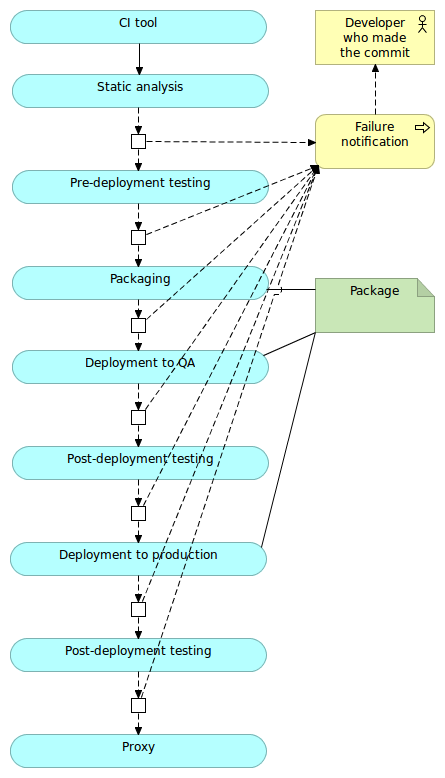 CI tool
Developer
who made
the commit
Static analysis
Failure
notification
Pre-deployment testing
Packaging
Package
Deployment to QA
Post-deployment testing
Deployment to production
Post-deployment testing
Proxy